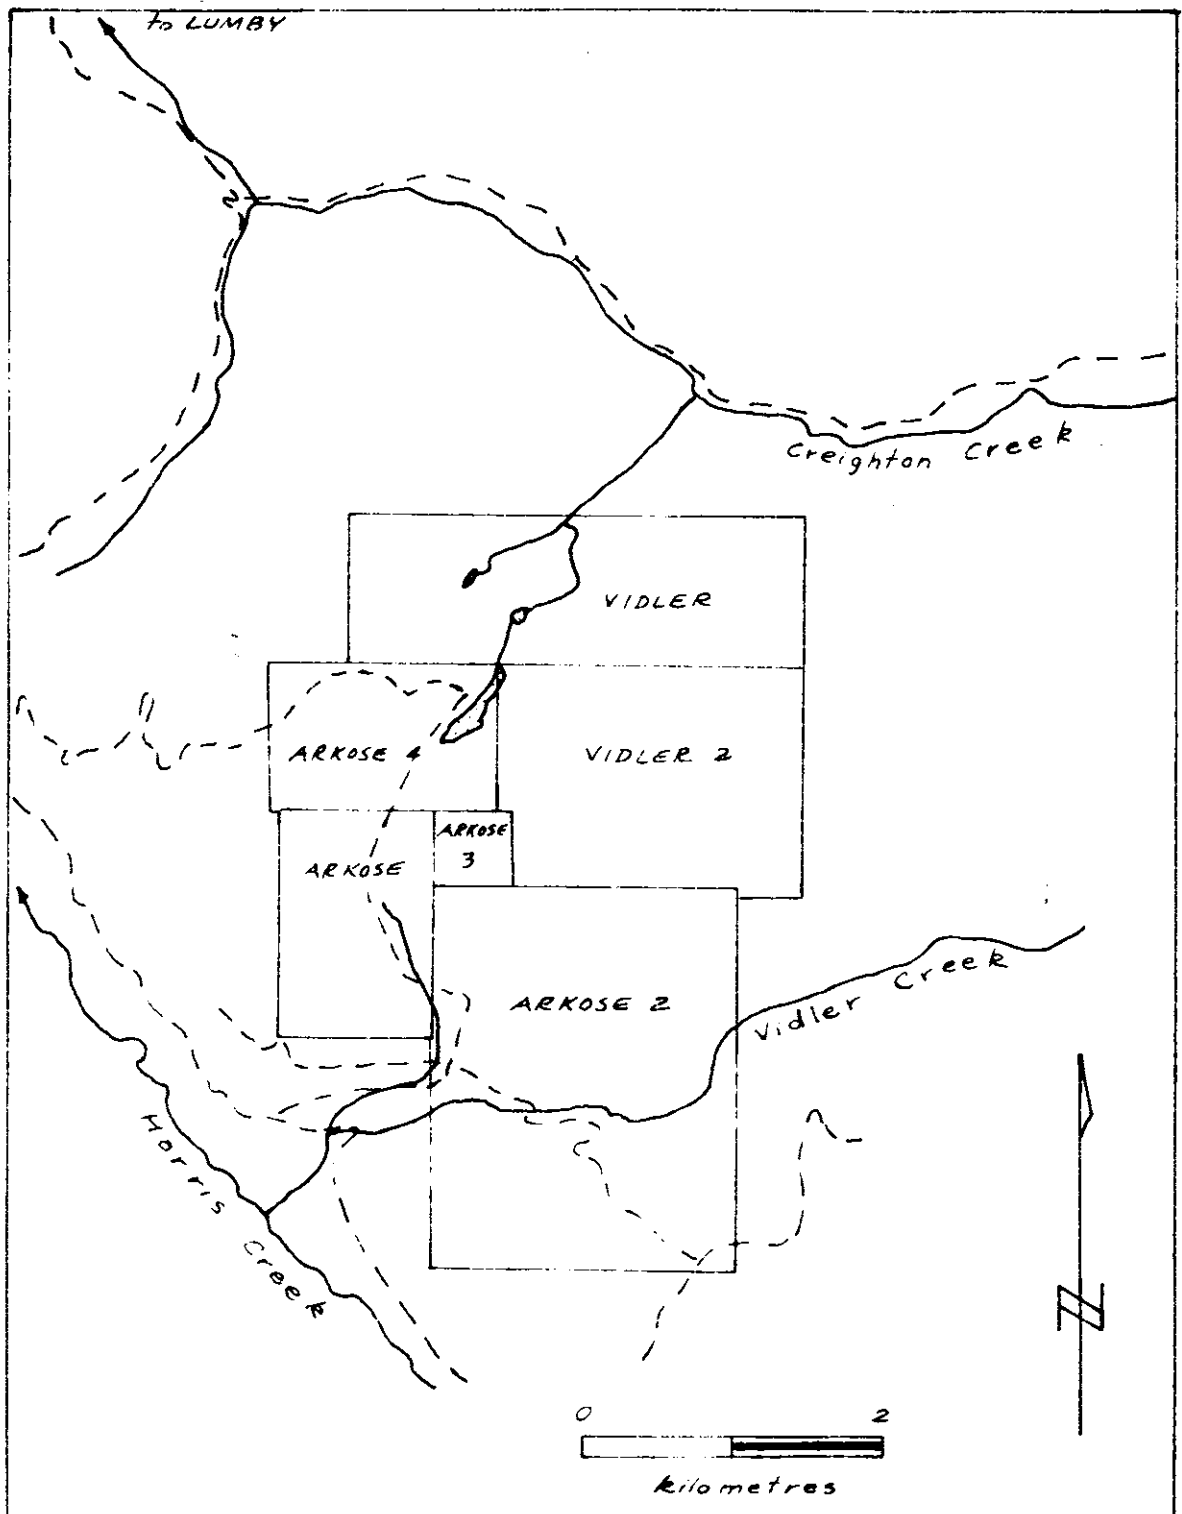 to LUMBY
Creighton Creek
VIDLER
ARKOSE 4
VIDLER 2
ARKOSE
3
ARKOSE
ARKOSE 2
Vidler Creek
Harris Creek
N
0 2
kilometres